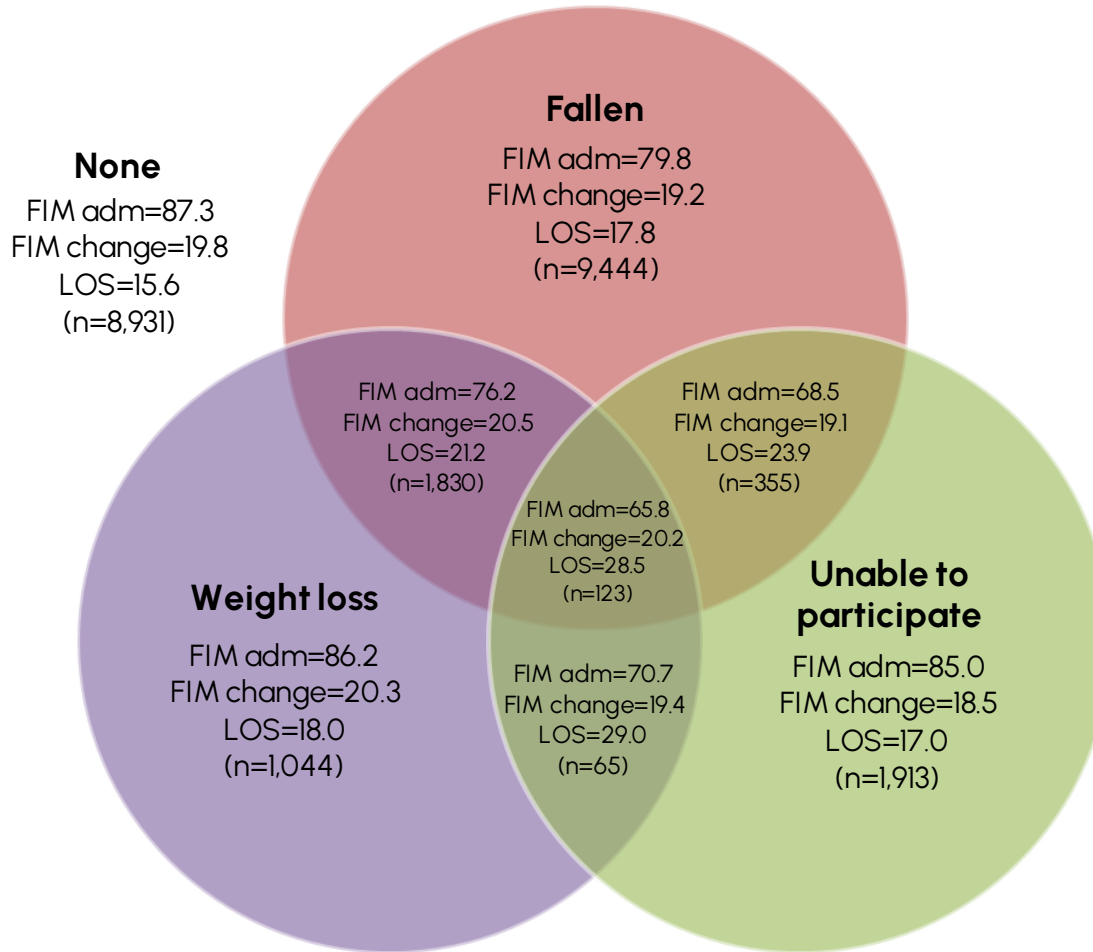 Fallen
FIM adm=79.8
FIM change=19.2
LOS=17.8
(n=9,444)
None
FIM adm=87.3
FIM change=19.8
LOS=15.6
(n=8,931)
FIM adm=76.2
FIM change=20.5
LOS=21.2
(n=1,830)
FIM adm=68.5
FIM change=19.1
LOS=23.9
(n=355)
FIM adm=65.8
FIM change=20.2
LOS=28.5
(n=123)
Weight loss
FIM adm=86.2
FIM change=20.3
LOS=18.0
(n=1,044)
FIM adm=70.7
FIM change=19.4
LOS=29.0
(n=65)
Unable to
participate
FIM adm=85.0
FIM change=18.5
LOS=17.0
(n=1,913)